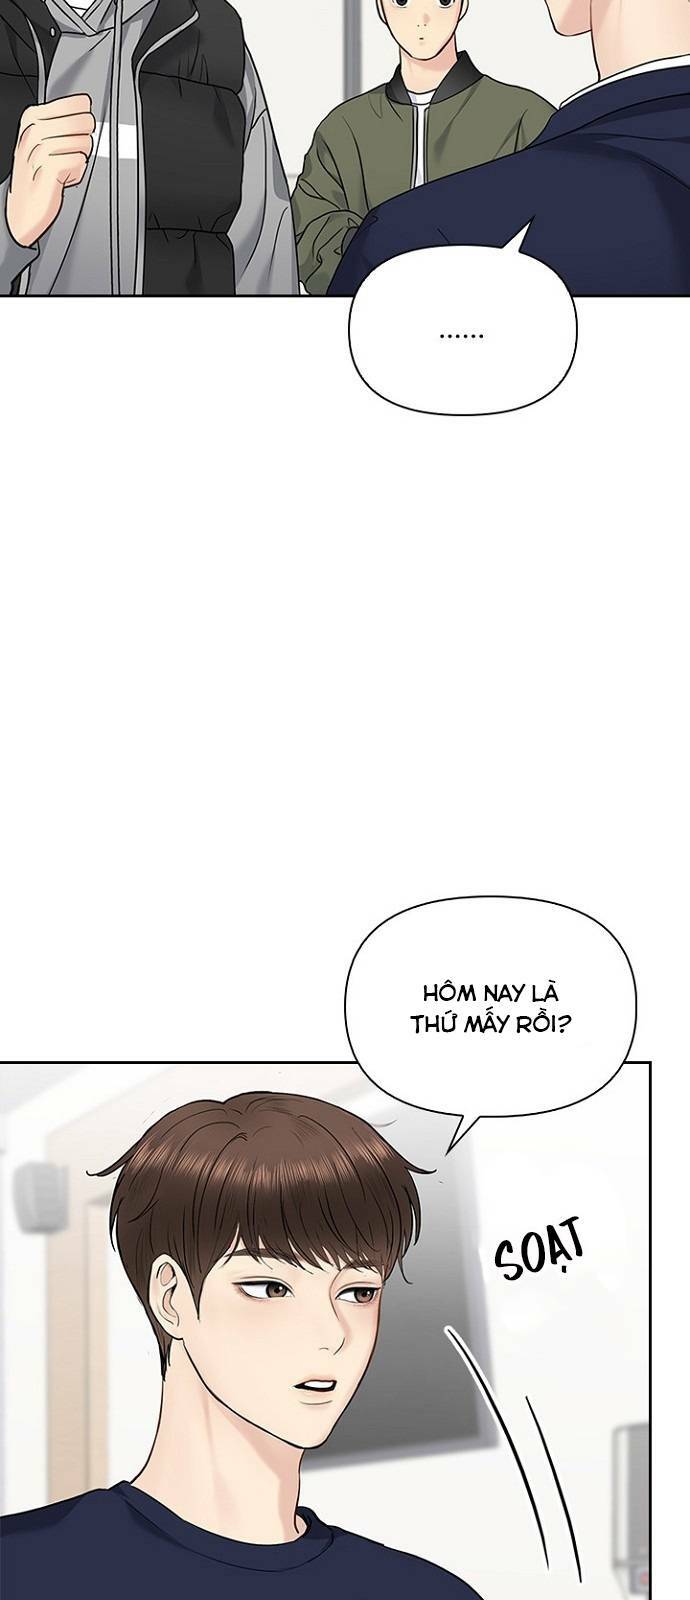 ......
HÔM NAY LÀ
THỨ MẤY RỒI?
SOẠT